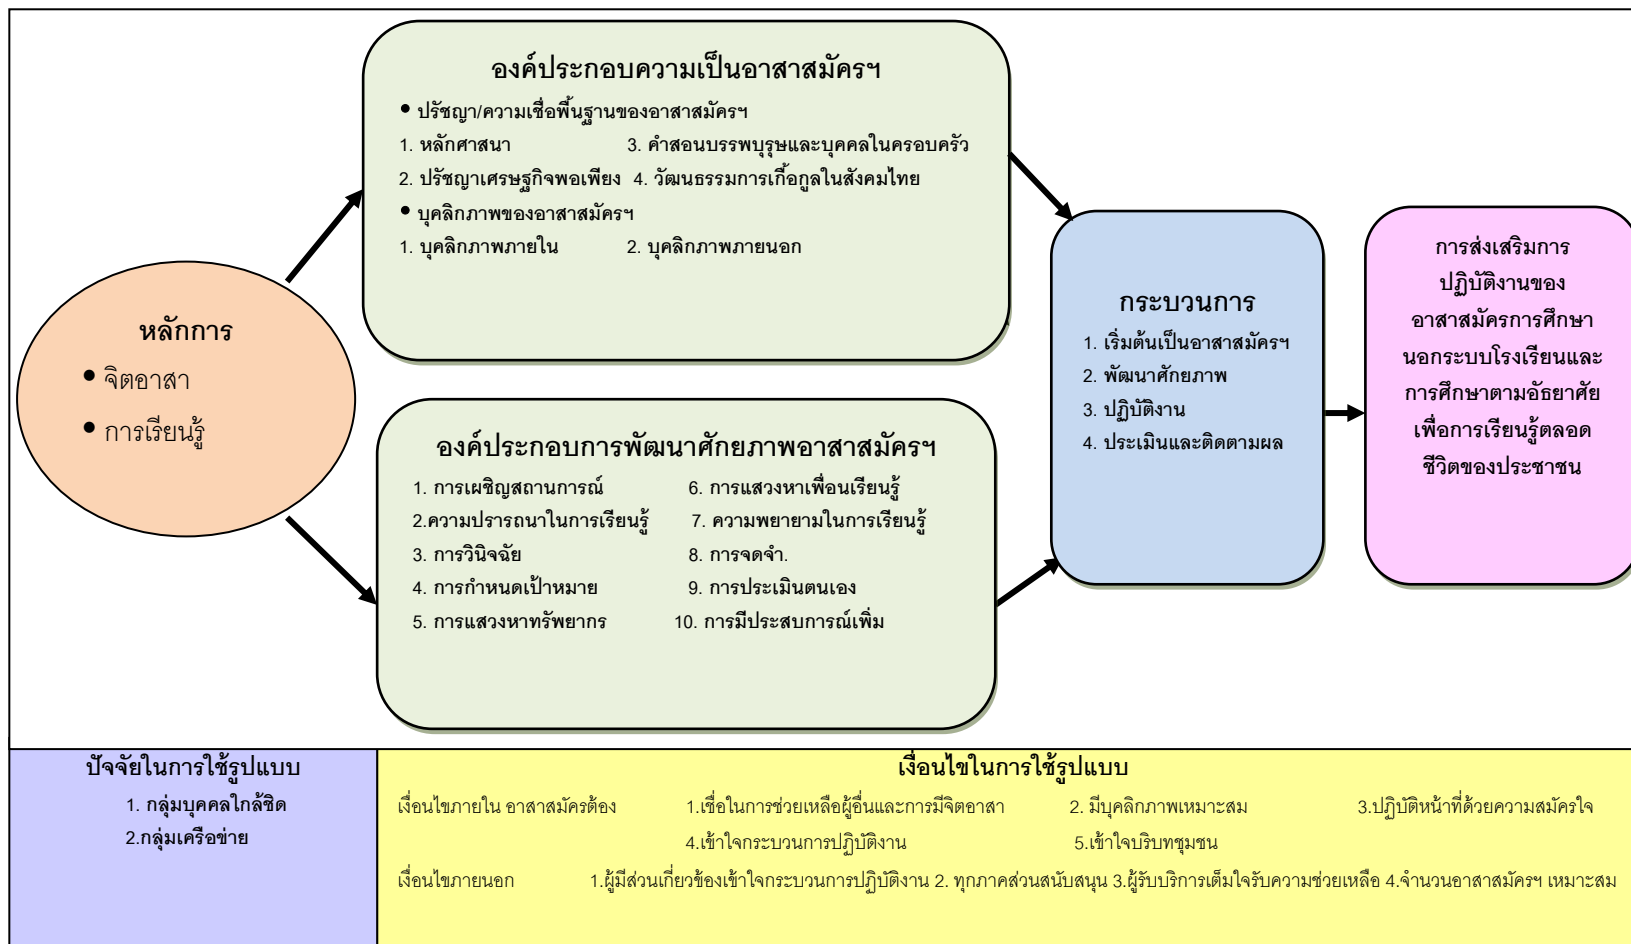 องค์ประกอบความเป็นอาสาสมัครฯ
• ปรัชญา/ความเชื่อพื้นฐานของอาสาสมัครฯ
1. หลักศาสนา 3. คำสอนบรรพบุรุษและบุคคลในครอบครัว
2. ปรัชญาเศรษฐกิจพอเพียง 4. วัฒนธรรมการเกื้อกูลในสังคมไทย
• บุคลิกภาพของอาสาสมัครฯ
1. บุคลิกภาพภายใน 2. บุคลิกภาพภายนอก
หลักการ
• จิตอาสา
• การเรียนรู้
องค์ประกอบการพัฒนาศักยภาพอาสาสมัครฯ
1. การเผชิญสถานการณ์ 6. การแสวงหาเพื่อนเรียนรู้
2.ความปรารถนาในการเรียนรู้ 7. ความพยายามในการเรียนรู้
3. การวินิจฉัย 8. การจดจำ.
4. การกำหนดเป้าหมาย 9. การประเมินตนเอง
5. การแสวงหาทรัพยากร 10. การมีประสบการณ์เพิ่ม
กระบวนการ
1. เริ่มต้นเป็นอาสาสมัครฯ
2. พัฒนาศักยภาพ
3. ปฏิบัติงาน
4. ประเมินและติดตามผล
การส่งเสริมการ
ปฏิบัติงานของ
อาสาสมัครการศึกษา
นอกระบบโรงเรียนและ
การศึกษาตามอัธยาศัย
เพื่อการเรียนรู้ตลอด
ชีวิตของประชาชน
ปัจจัยในการใช้รูปแบบ
1. กลุ่มบุคคลใกล้ชิด
2.กลุ่มเครือข่าย
เงื่อนไขในการใช้รูปแบบ
เงื่อนไขภายใน อาสาสมัครต้อง 1.เชื่อในการช่วยเหลือผู้อื่นและการมีจิตอาสา 2. มีบุคลิกภาพเหมาะสม 3.ปฏิบัติหน้าที่ด้วยความสมัครใจ
4.เข้าใจกระบวนการปฏิบัติงาน 5.เข้าใจบริบทชุมชน
เงื่อนไขภายนอก 1.ผู้มีส่วนเกี่ยวข้องเข้าใจกระบวนการปฏิบัติงาน 2. ทุกภาคส่วนสนับสนุน 3.ผู้รับบริการเต็มใจรับความช่วยเหลือ 4.จำนวนอาสาสมัครฯ เหมาะสม